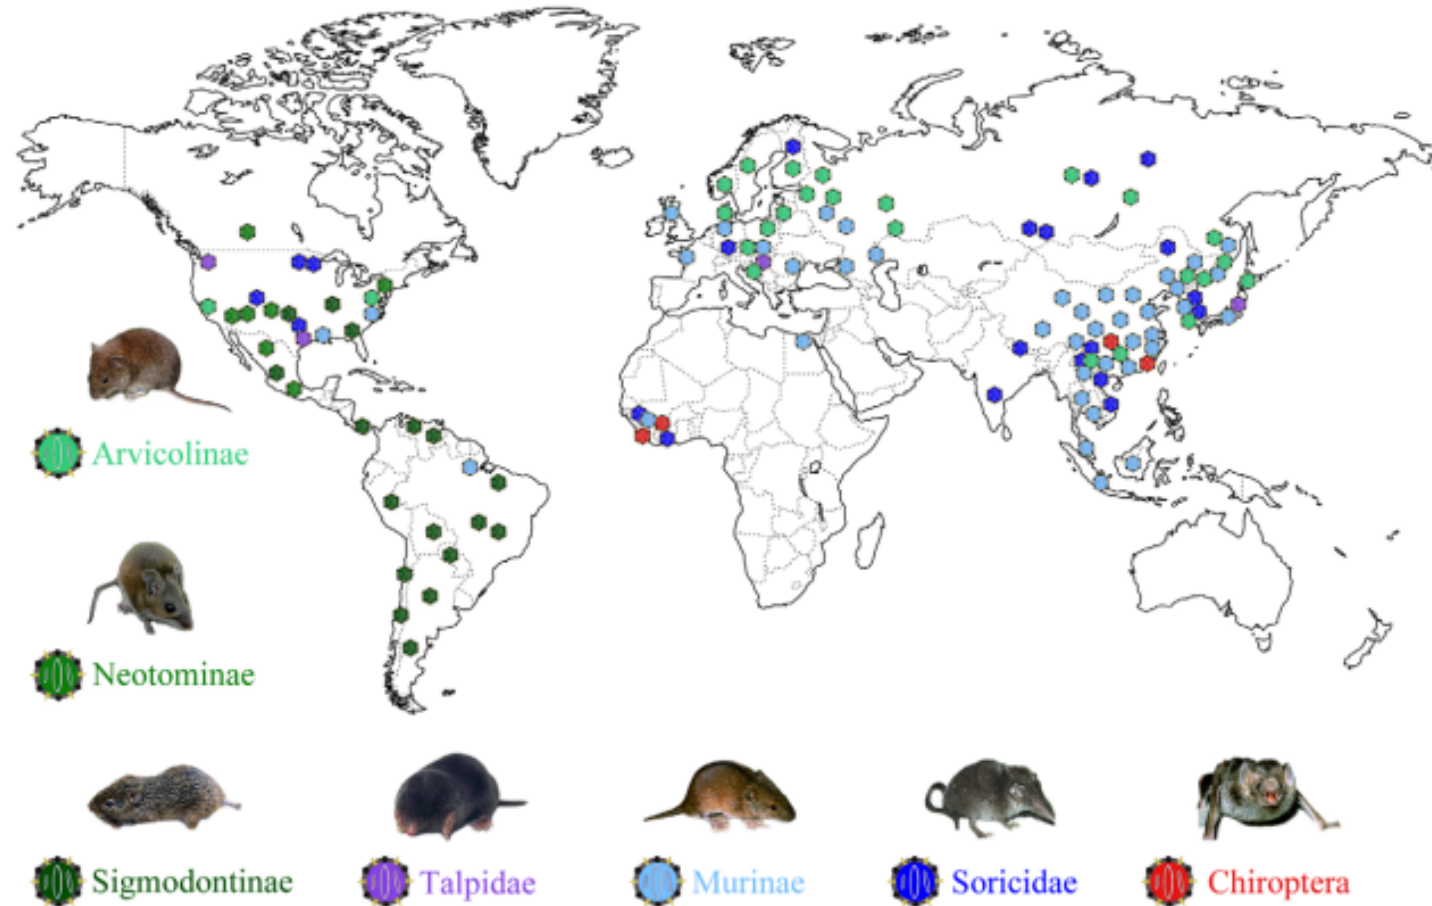 Arvicolinae
Neotominae
Sigmodontinae
Talpidae
Murinae
Soricidae
Chiroptera